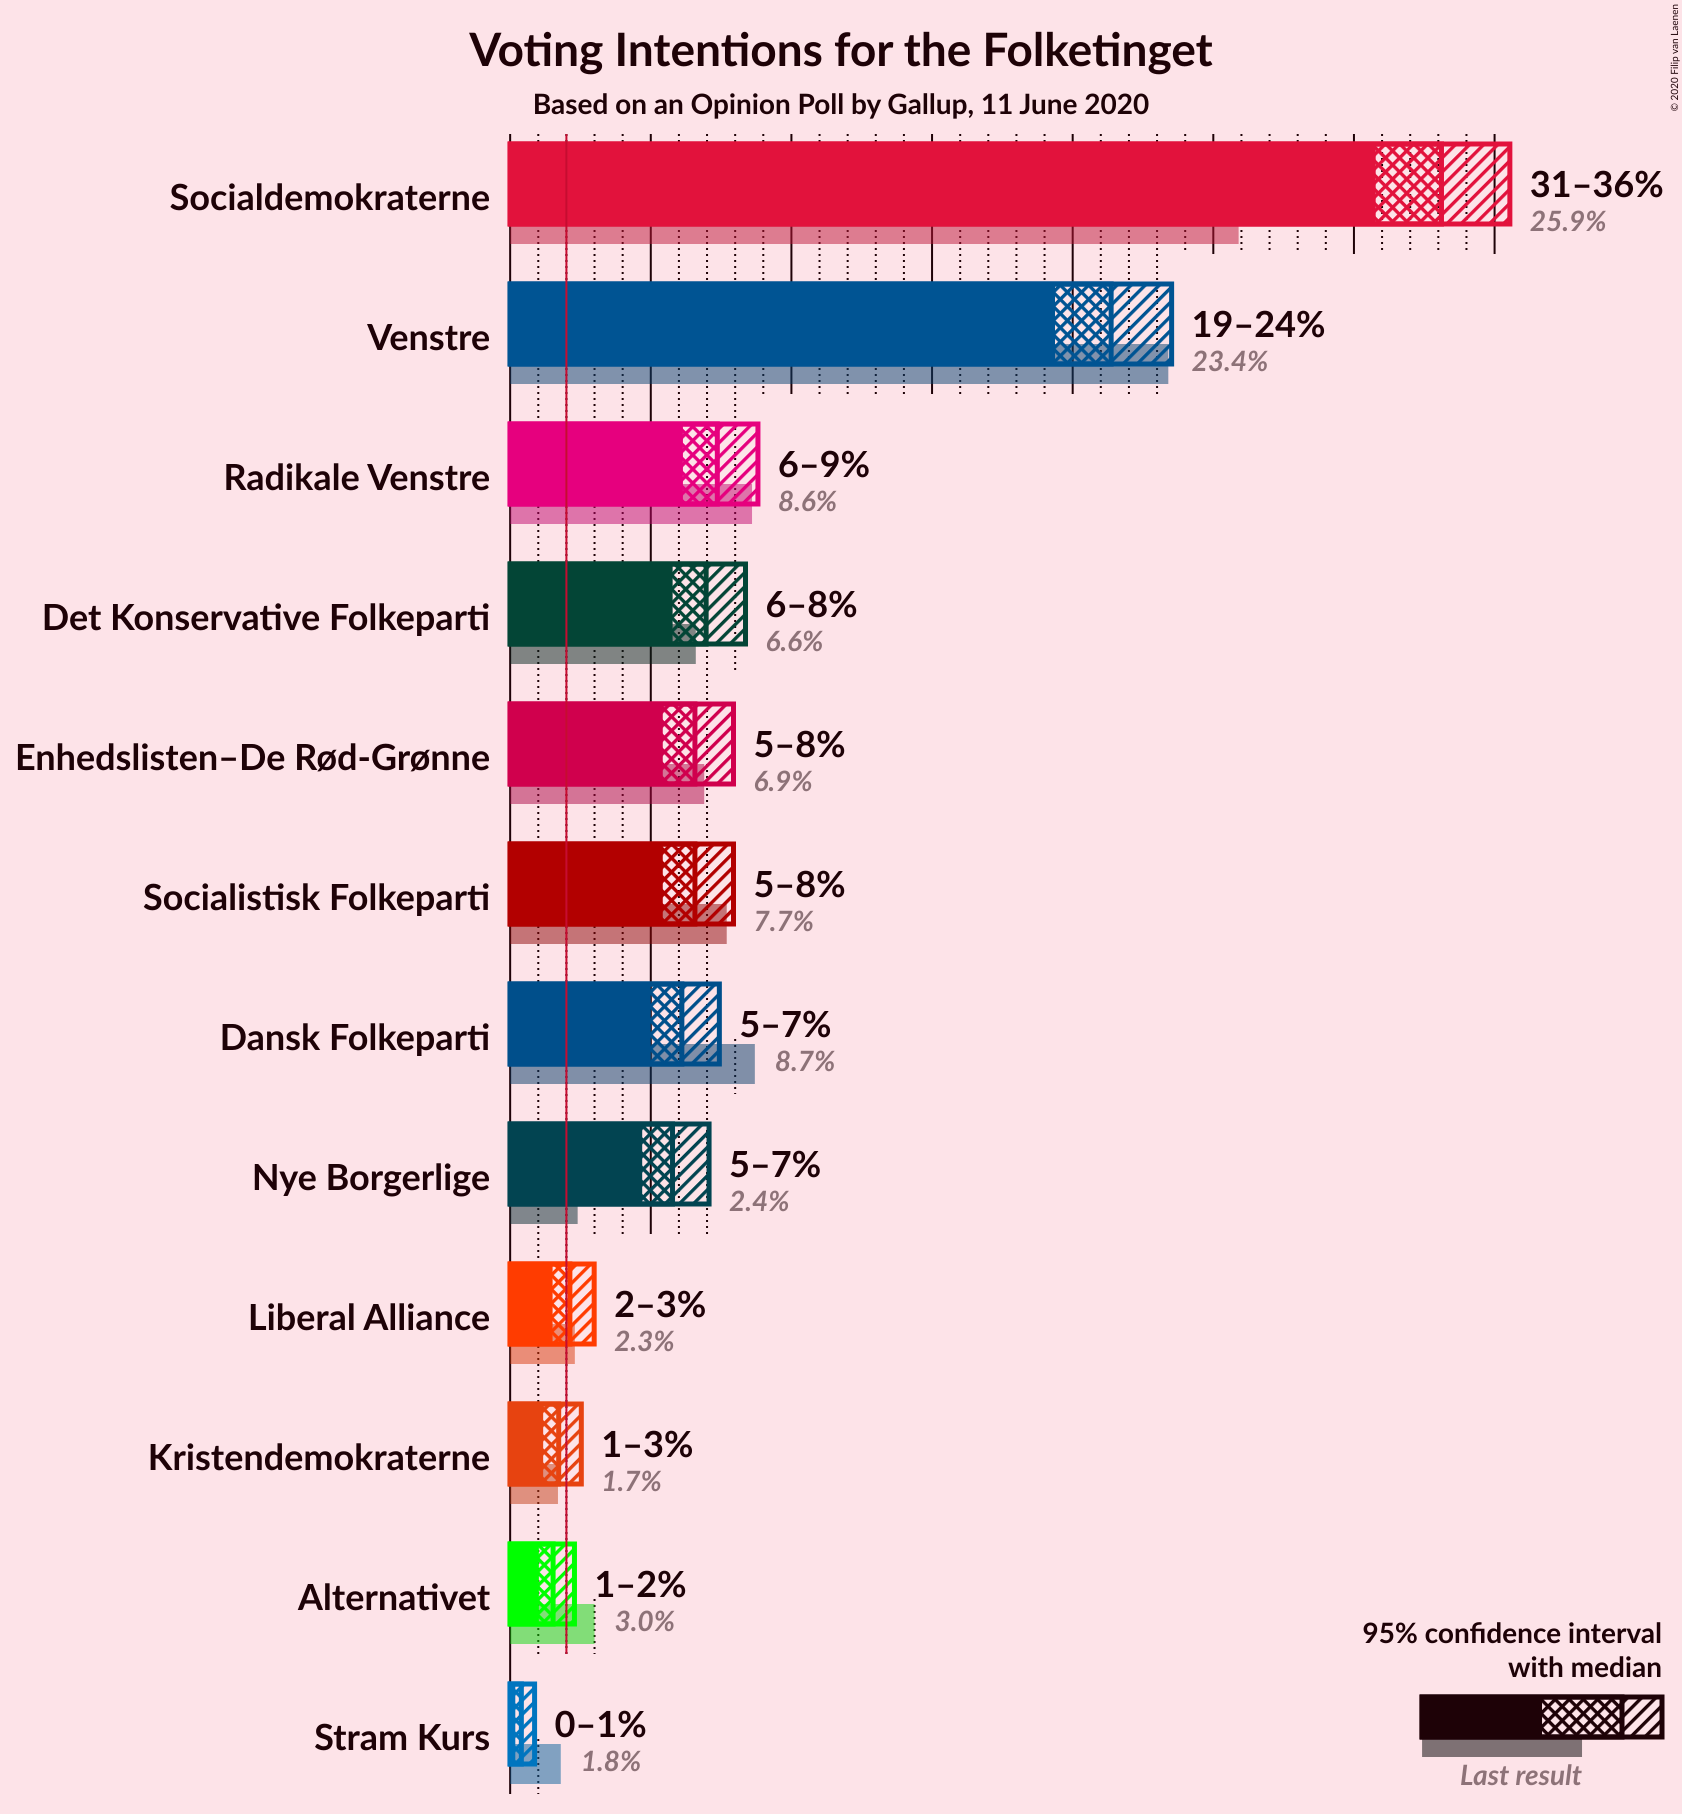 © 2020 Filip van Laenen
Voting Intentions for the Folketinget
Based on an Opinion Poll by Gallup, 11 June 2020
Socialdemokraterne
31–36%
25.9%
Venstre
19–24%
23.4%
Radikale Venstre
6–9%
8.6%
Det Konservative Folkeparti
6–8%
6.6%
Enhedslisten–De Rød-Grønne
5–8%
6.9%
Socialistisk Folkeparti
5–8%
7.7%
Dansk Folkeparti
5–7%
8.7%
Nye Borgerlige
5–7%
2.4%
Liberal Alliance
2–3%
2.3%
Kristendemokraterne
1–3%
1.7%
Alternativet
1–2%
3.0%
Stram Kurs
0–1%
1.8%
95% confidence interval
with median
Last result